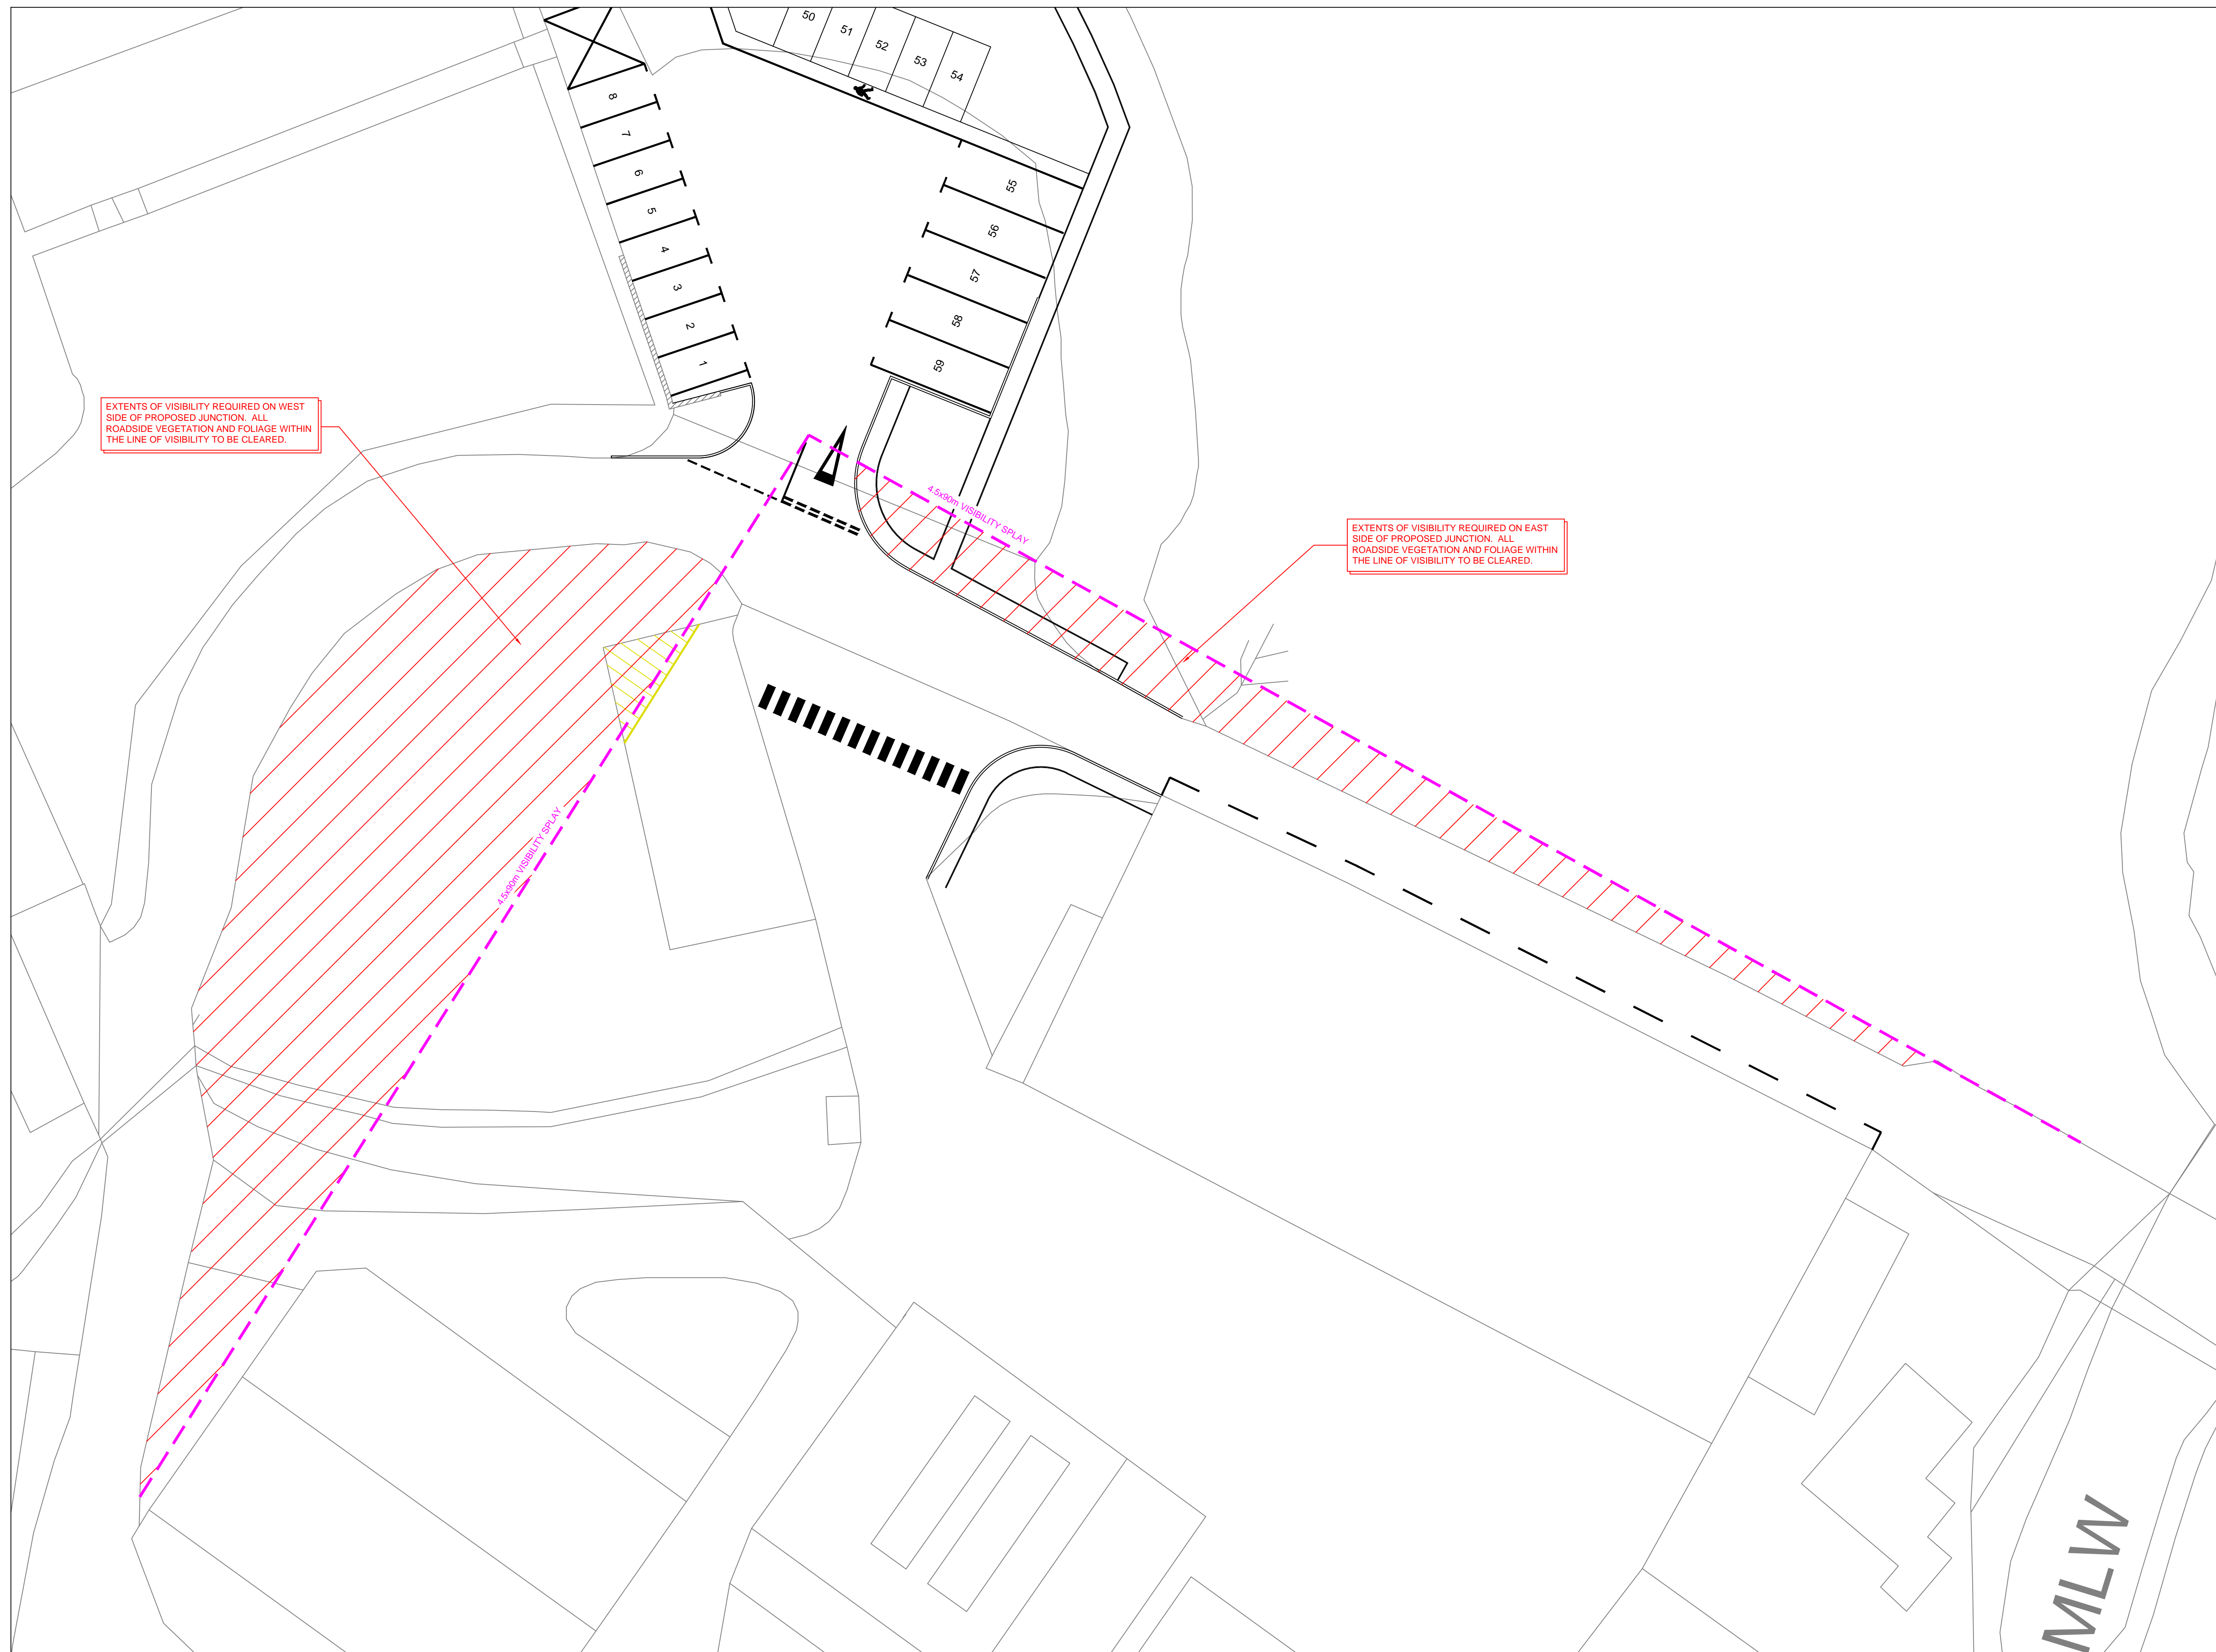 50
51
52
53
54
8
7
6
5
4
3
2
1
55
56
57
58
59
EXTENTS OF VISIBILITY REQUIRED ON WEST
SIDE OF PROPOSED JUNCTION. ALL
ROADSIDE VEGETATION AND FOLIAGE WITHIN
THE LINE OF VISIBILITY TO BE CLEARED.
4.5x90m VISIBILITY SPLAY
EXTENTS OF VISIBILITY REQUIRED ON EAST
SIDE OF PROPOSED JUNCTION. ALL
ROADSIDE VEGETATION AND FOLIAGE WITHIN
THE LINE OF VISIBILITY TO BE CLEARED.
4.5x90m VISIBILITY SPLAY
MLW